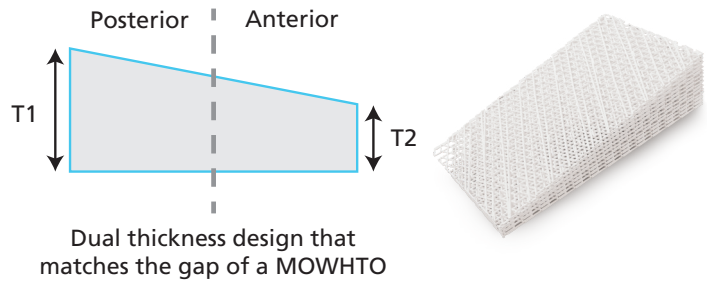 Posterior
Anterior
T1
T2
Dual thickness design that
matches the gap of a MOWHTO